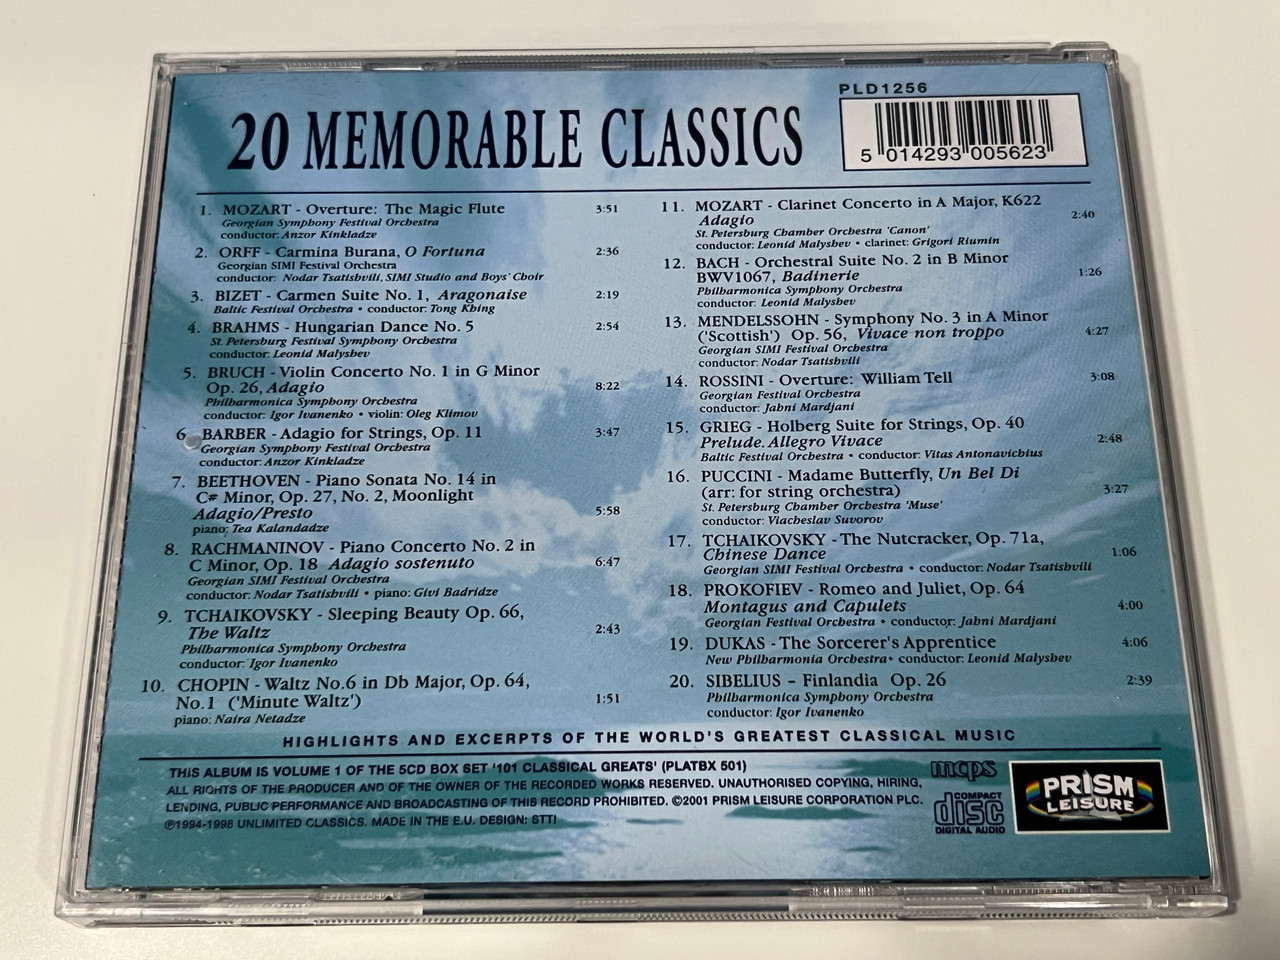 PLD1256
20 MEMORABLE CLASSICS
5 014293 005623
1. MOZART - Overture: The Magic Flute 3:51
Georgian Symphony Festival Orchestra
conductor: Anzor Kinkladze
2. ORFF - Carmina Burana, O Fortuna 2:36
Georgian SIMI Festival Orchestra
conductor: Nodar Tsatisbvili, SIMI Studio and Boys' Choir
3. BIZET - Carmen Suite No. 1, Aragonaise 2:19
Baltic Festival Orchestra • conductor: Tong Kbing
4. BRAHMS - Hungarian Dance No. 5 2:54
St. Petersburg Festival Symphony Orchestra
conductor: Leonid Malysbev
5. BRUCH - Violin Concerto No. 1 in G Minor
Op. 26, Adagio 8:22
Philharmonica Symphony Orchestra
conductor: Igor Ivanenko • violin: Oleg Klimov
6. BARBER - Adagio for Strings, Op. 11 3:47
Georgian Symphony Festival Orchestra
conductor: Anzor Kinkladze
7. BEETHOVEN - Piano Sonata No. 14 in
C# Minor, Op. 27, No. 2, Moonlight
Adagio/Presto 5:58
piano: Tea Kalandadze
8. RACHMANINOV - Piano Concerto No. 2 in
C Minor, Op. 18 Adagio sostenuto 6:47
Georgian SIMI Festival Orchestra
conductor: Nodar Tsatisbvili • piano: Givi Badridze
9. TCHAIKOVSKY - Sleeping Beauty Op. 66,
The Waltz 2:43
Philharmonica Symphony Orchestra
conductor: Igor Ivanenko
10. CHOPIN - Waltz No.6 in Db Major, Op. 64,
No.1 ('Minute Waltz') 1:51
piano: Naira Netadze
11. MOZART - Clarinet Concerto in A Major, K622
Adagio 2:40
St. Petersburg Chamber Orchestra 'Canon'
conductor: Leonid Malysbev • clarinet: Grigori Riumin
12. BACH - Orchestral Suite No. 2 in B Minor
BWV1067, Badinerie 1:26
Philharmonica Symphony Orchestra
conductor: Leonid Malysbev
13. MENDELSSOHN - Symphony No. 3 in A Minor
('Scottish') Op. 56, Vivace non troppo 4:27
Georgian SIMI Festival Orchestra
conductor: Nodar Tsatisbvili
14. ROSSINI - Overture: William Tell 3:08
Georgian Festival Orchestra
conductor: Jabni Mardjani
15. GRIEG - Holberg Suite for Strings, Op. 40
Prelude. Allegro Vivace 2:48
Baltic Festival Orchestra • conductor: Vitas Antonavicbius
16. PUCCINI - Madame Butterfly, Un Bel Di
(arr: for string orchestra) 3:27
St. Petersburg Chamber Orchestra 'Muse'
conductor: Viacheslav Suvorov
17. TCHAIKOVSKY - The Nutcracker, Op. 71a,
Chinese Dance 1:06
Georgian SIMI Festival Orchestra • conductor: Nodar Tsatisbvili
18. PROKOFIEV - Romeo and Juliet, Op. 64
Montagus and Capulets 4:00
Georgian Festival Orchestra • conductor: Jabni Mardjani
19. DUKAS - The Sorcerer's Apprentice 4:06
New Philharmonia Orchestra • conductor: Leonid Malysbev
20. SIBELIUS – Finlandia Op. 26 2:39
Philharmonica Symphony Orchestra
conductor: Igor Ivanenko
HIGHLIGHTS AND EXCERPTS OF THE WORLD'S GREATEST CLASSICAL MUSIC
THIS ALBUM IS VOLUME 1 OF THE 5CD BOX SET '101 CLASSICAL GREATS' (PLATBX 501)
ALL RIGHTS OF THE PRODUCER AND OF THE OWNER OF THE RECORDED WORKS RESERVED. UNAUTHORISED COPYING, HIRING,
LENDING, PUBLIC PERFORMANCE AND BROADCASTING OF THIS RECORD PROHIBITED. ©2001 PRISM LEISURE CORPORATION PLC.
℗1994-1998 UNLIMITED CLASSICS. MADE IN THE E.U. DESIGN: STTI
mcps
COMPACT
disc
DIGITAL AUDIO
PRISM
LEISURE